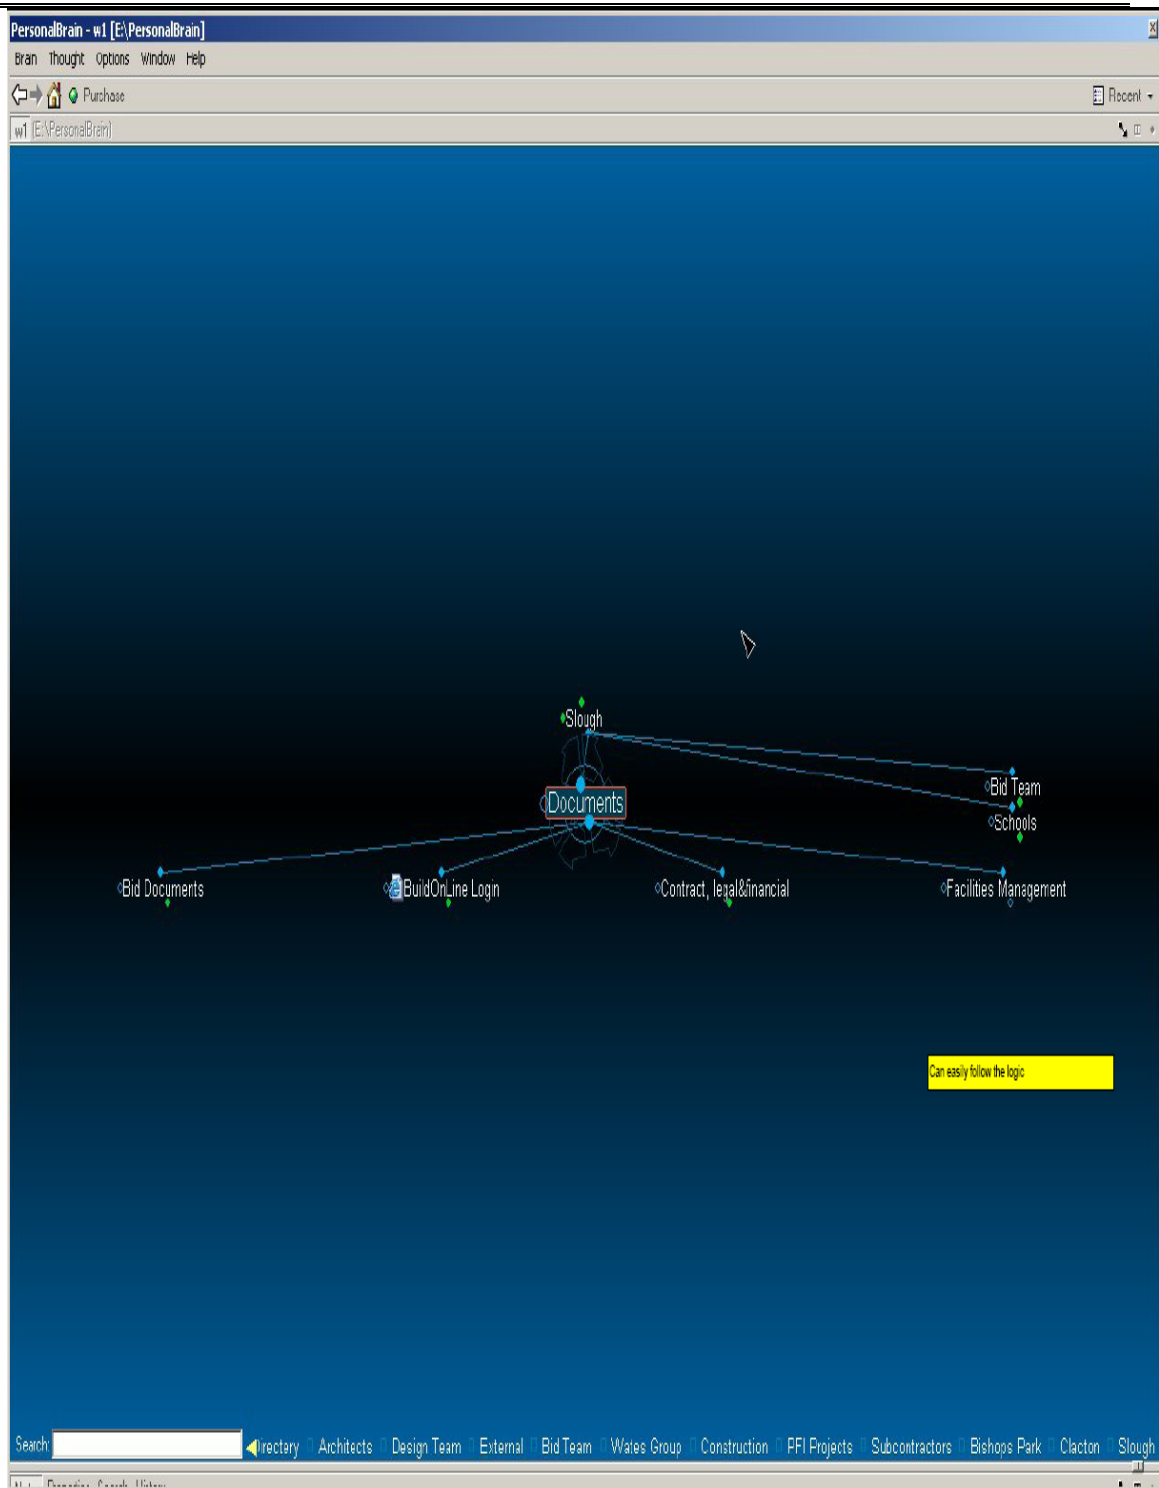 PersonalBrain - w1 [E:\PersonalBrain]
Brain Thought Options Window Help
Purchase Recent
w1 [E:\PersonalBrain]
Slough
Bid Team
Documents
Schools
Bid Documents BuildOnLine Login Contract, legal&financial Facilities Management
Can easily follow the logic
Search: irectery Architects Design Team External Bid Team Wates Group Construction PFI Projects Subcontractors Bishops Park Clacton Slough